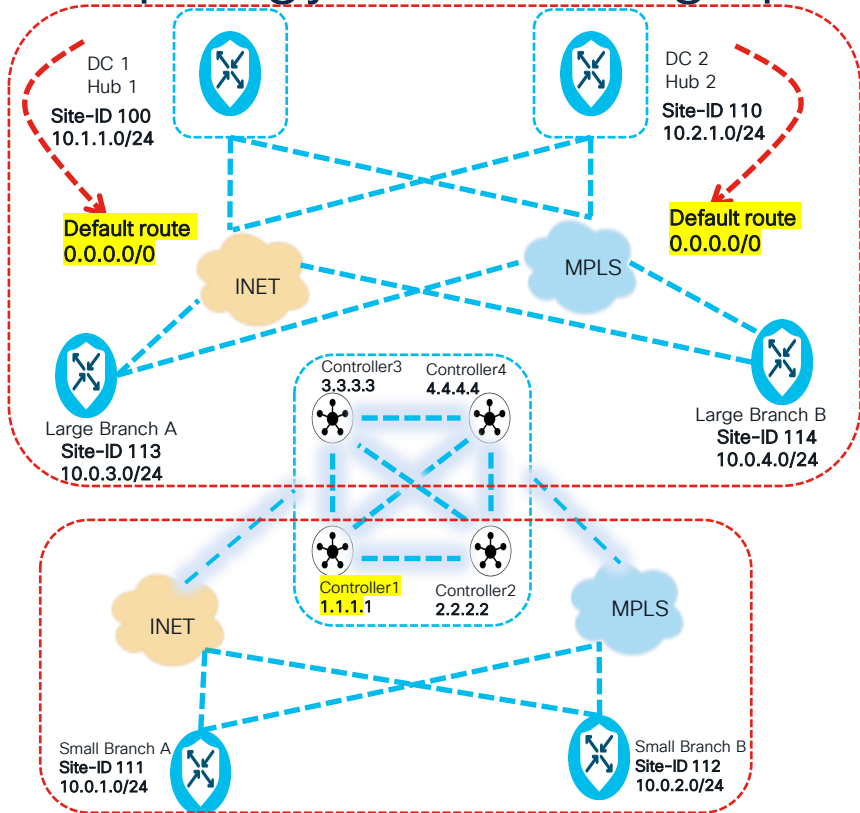 DC 1
Hub 1
Site-ID 100
10.1.1.0/24
DC 2
Hub 2
Site-ID 110
10.2.1.0/24
Default route
0.0.0.0/0
Default route
0.0.0.0/0
INET
MPLS
Large Branch A
Site-ID 113
10.0.3.0/24
Controller3
3.3.3.3
Controller4
4.4.4.4
Large Branch B
Site-ID 114
10.0.4.0/24
Controller1
1.1.1.1
Controller2
2.2.2.2
INET
MPLS
Small Branch A
Site-ID 111
10.0.1.0/24
Small Branch B
Site-ID 112
10.0.2.0/24